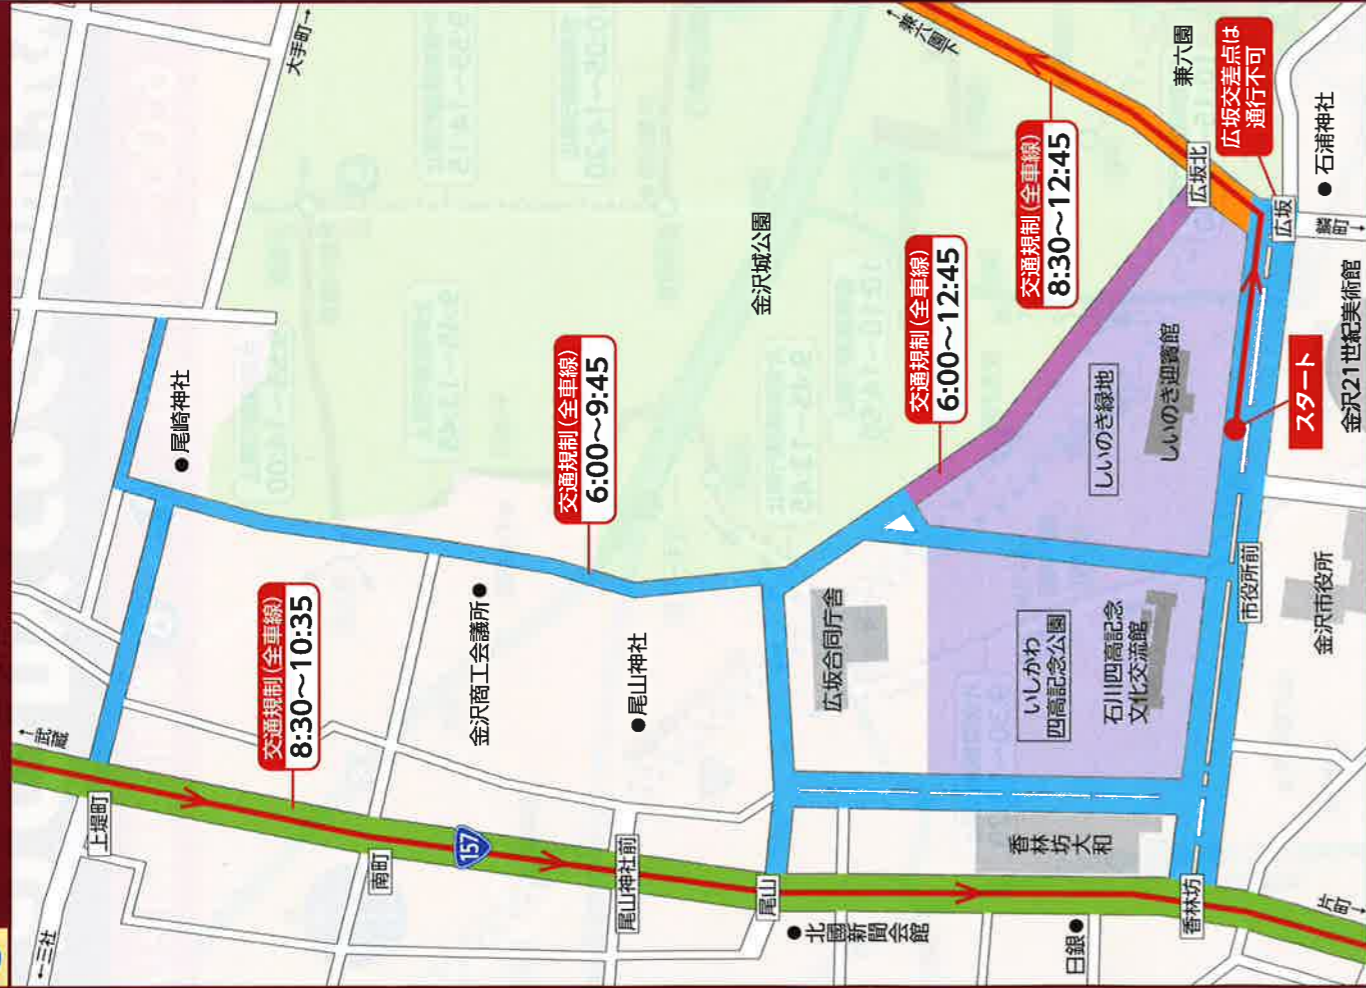 大手町→
↑兼六園下
兼六園
広坂交差点は
通行不可
石浦神社
広坂北
広坂
鱗町→
交通規制(全車線)
8:30～12:45
金沢城公園
交通規制(全車線)
6:00～12:45
しいのき緑地
しいのき迎賓館
スタート
金沢21世紀美術館
尾崎神社
交通規制(全車線)
6:00～9:45
交通規制(全車線)
8:30～10:35
金沢商工会議所
尾山神社
広坂合同庁舎
いしかわ
四高記念公園
石川四高記念
文化交流館
市役所前
金沢市役所
↑武蔵
上堤町
南町
157
尾山神社前
尾山
香林坊
大和
香林坊
片町→
←三社
北國
新聞
会館
日銀